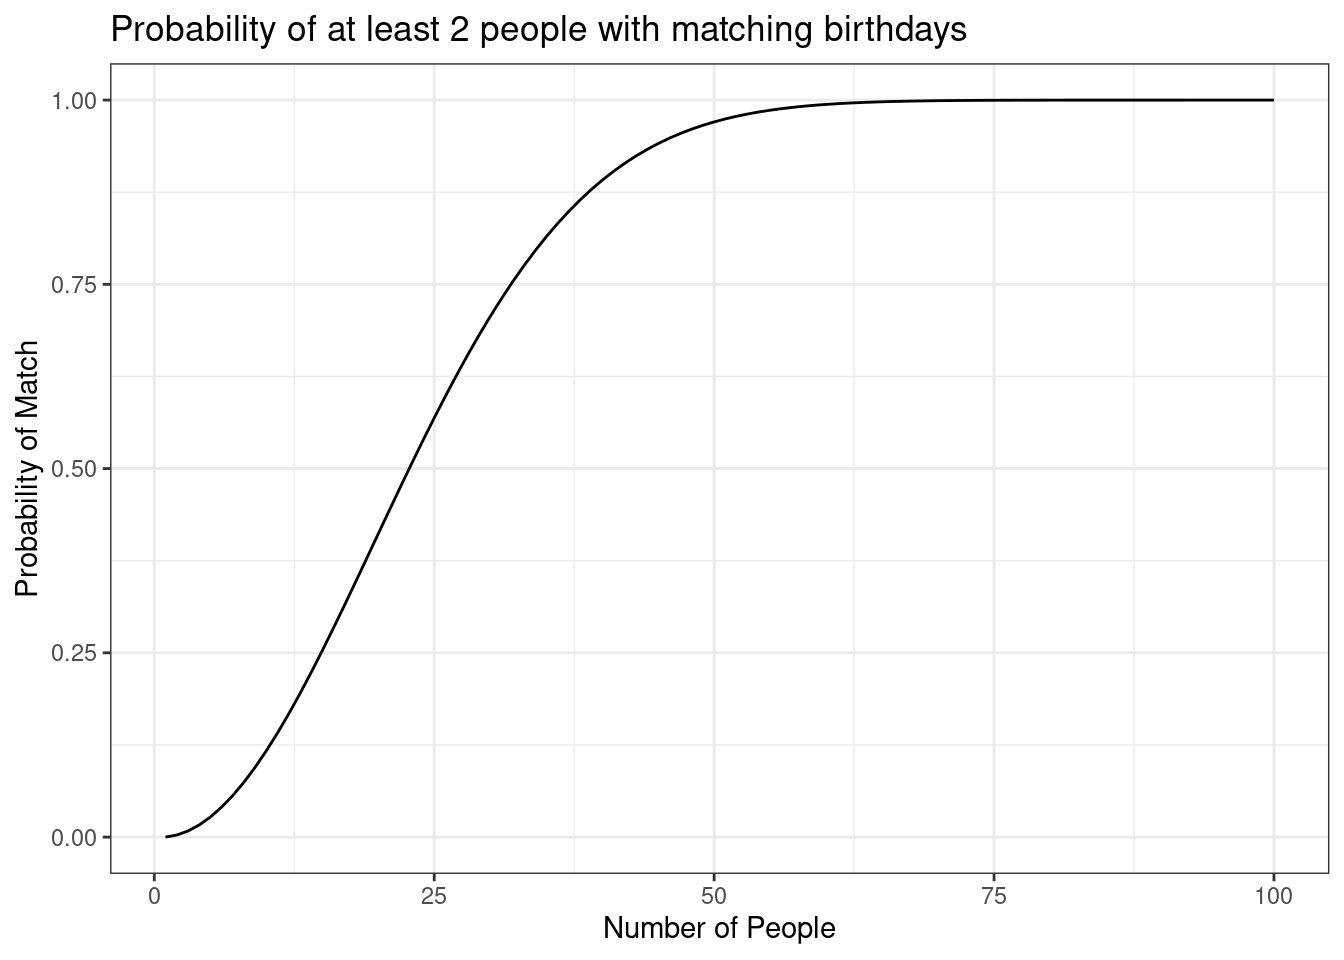 Probability of at least 2 people with matching birthdays
Probability of Match
1.00
0.75
0.50
0.25
0.00
0 25 50 75 100
Number of People